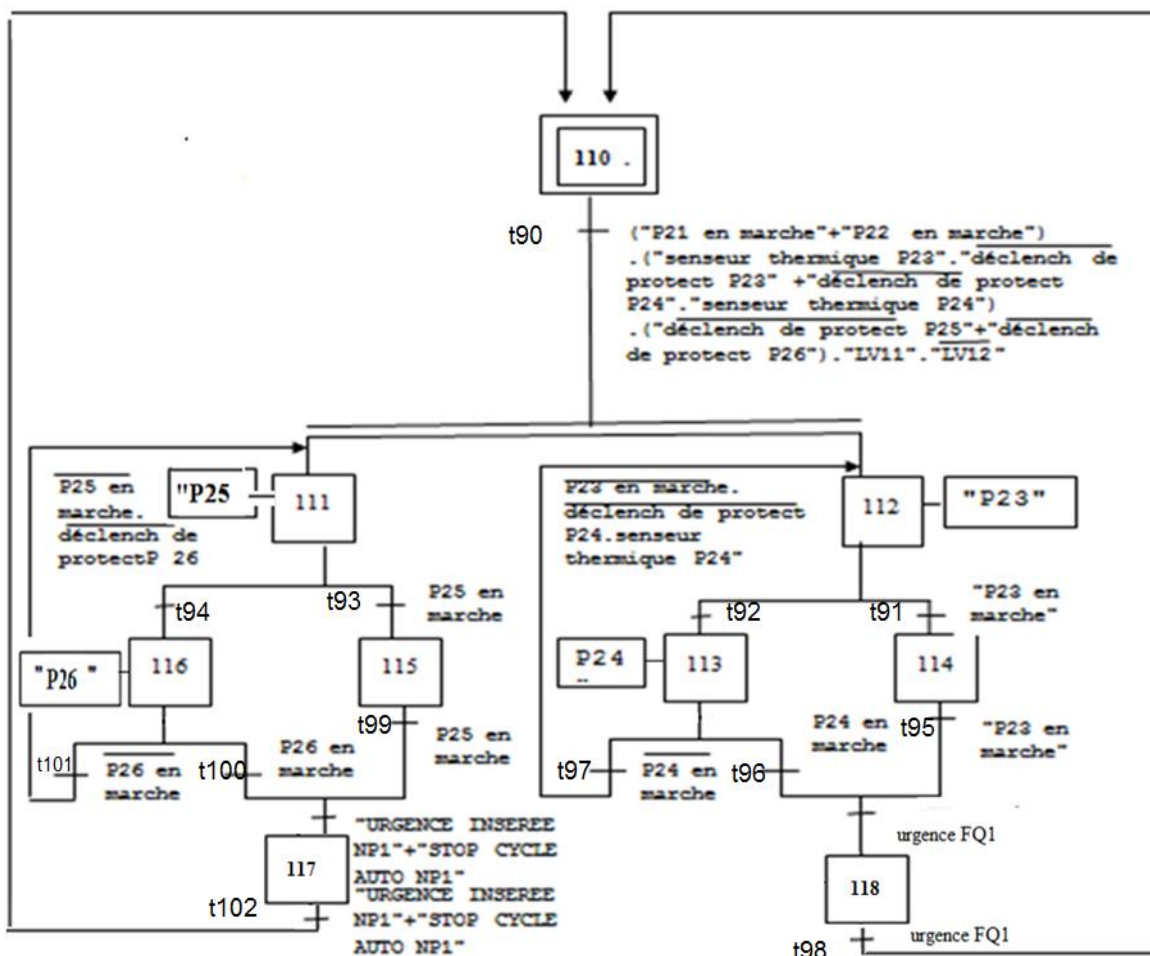 110 .
t90
("P21 en marche"+"P22 en marche")
.("senseur thermique P23"."déclench de
protect P23" +"déclench de protect
P24"."senseur thermique P24")
.("déclench de protect P25"+"déclench
de protect P26")."LV11"."LV12"
P25 en
marche.
déclench de
protectP 26
"P25
111
P23 en marche.
déclench de protect
P24.senseur
thermique P24"
112
"P23"
t94
t93
P25 en
marche
t92
t91
"P23 en
marche"
"P26 "
116
115
P24
113
114
t99
P25 en
marche
P24 en
marche
t95
"P23 en
marche"
t101
P26 en
marche
t100
P26 en
marche
t97
P24 en
marche
t96
"URGENCE INSEREE
NP1"+"STOP CYCLE
AUTO NP1"
urgence FQ1
117
118
t102
"URGENCE INSEREE
NP1"+"STOP CYCLE
AUTO NP1"
urgence FQ1
t98